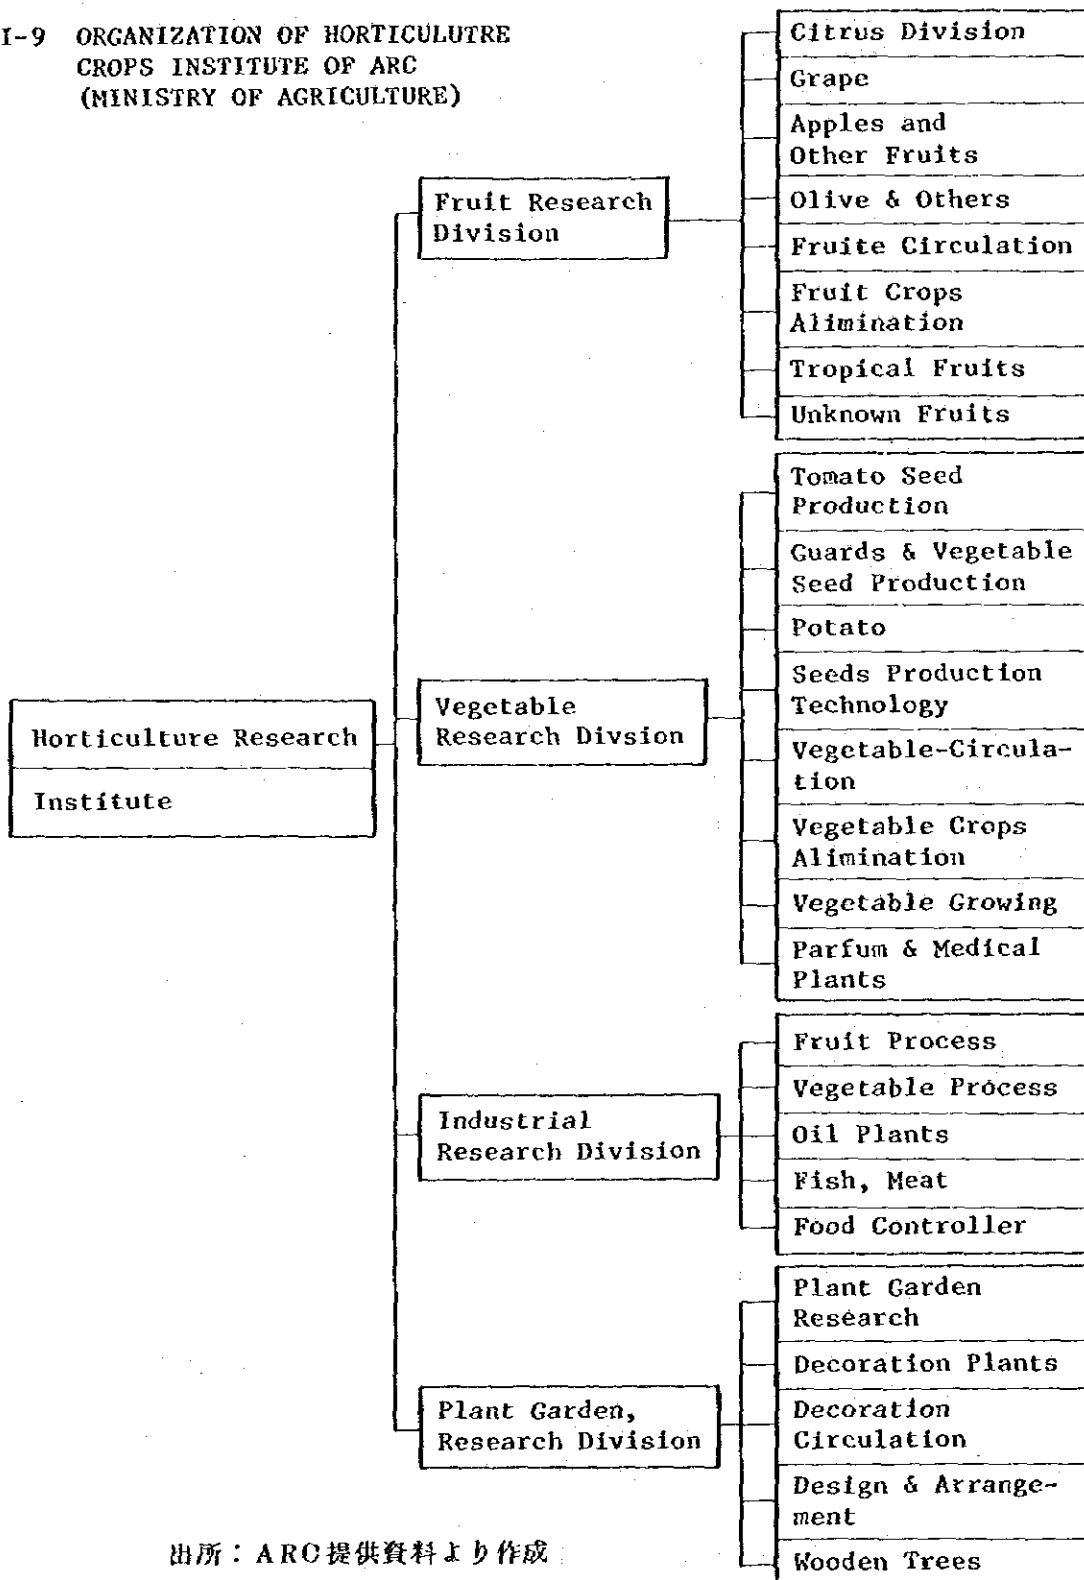 I-9 ORGANIZATION OF HORTICULUTRE
CROPS INSTITUTE OF ARC
(MINISTRY OF AGRICULTURE)
Horticulture Research
Institute
Fruit Research
Division
Citrus Division
Grape
Apples and
Other Fruits
Olive & Others
Fruite Circulation
Fruit Crops
Alimination
Tropical Fruits
Unknown Fruits
Vegetable
Research Divsion
Tomato Seed
Production
Guards & Vegetable
Seed Production
Potato
Seeds Production
Technology
Vegetable-Circula-
tion
Vegetable Crops
Alimination
Vegetable Growing
Parfum & Medical
Plants
Industrial
Research Division
Fruit Process
Vegetable Process
Oil Plants
Fish, Meat
Food Controller
Plant Garden,
Research Division
Plant Garden
Research
Decoration Plants
Decoration
Circulation
Design & Arrange-
ment
Wooden Trees
出所：ARC提供資料より作成